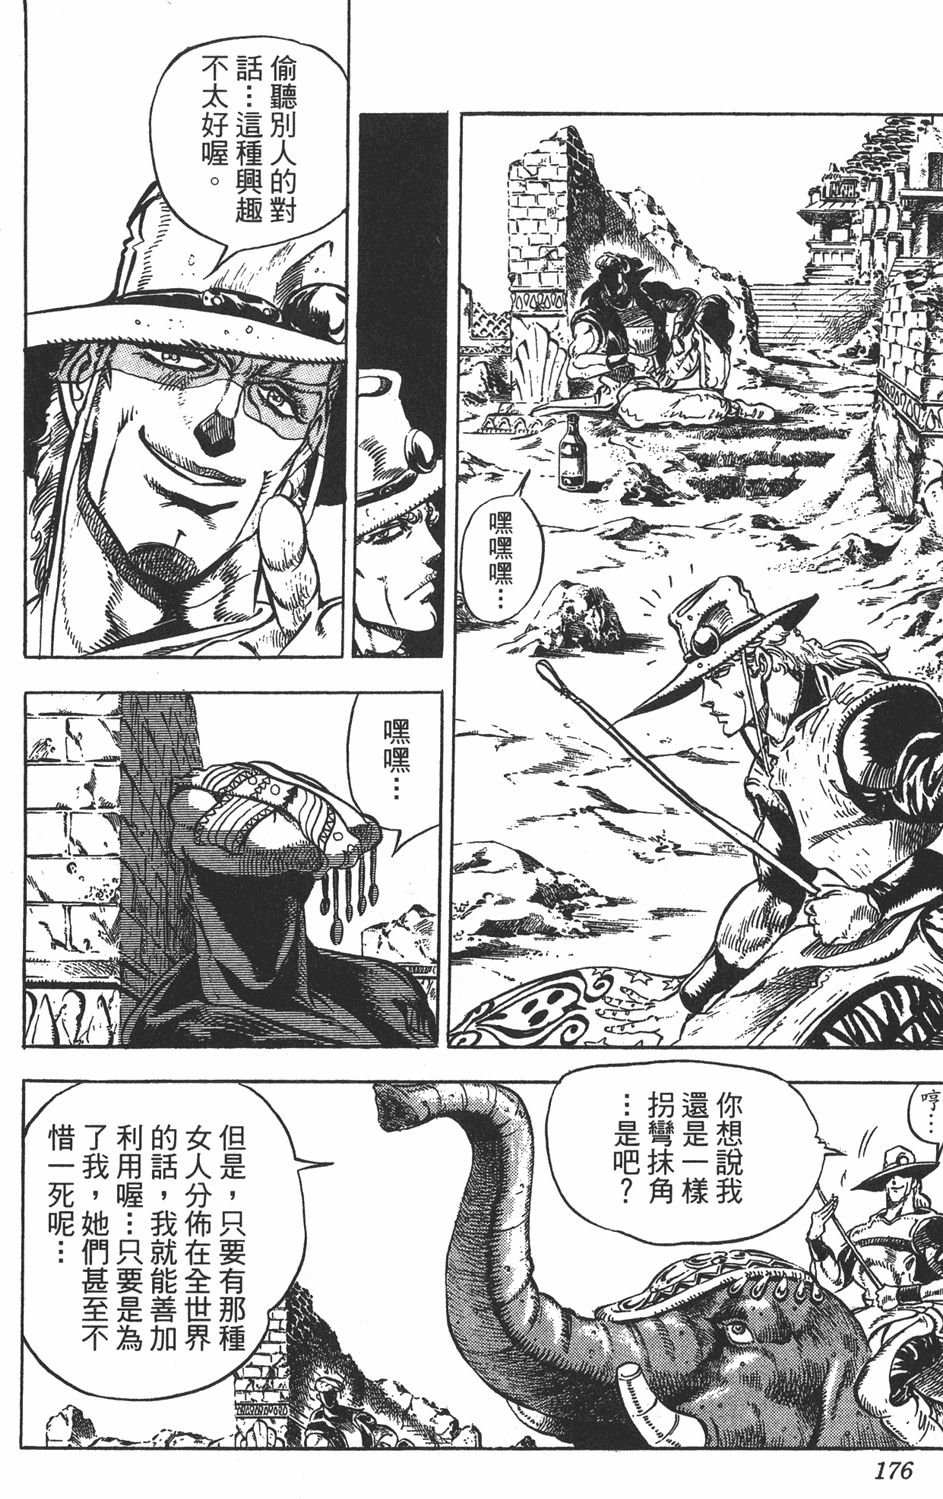 嘿嘿嘿…
偷聽別人的對
話…這種興趣
不太好喔。
嘿嘿…
哼…
你想說我
還是一樣
拐彎抹角
…是吧？
但是，只要有那種
女人分佈在全世界
的話，我就能善加
利用喔…只要是為
了我，她們甚至不
惜一死呢…
176